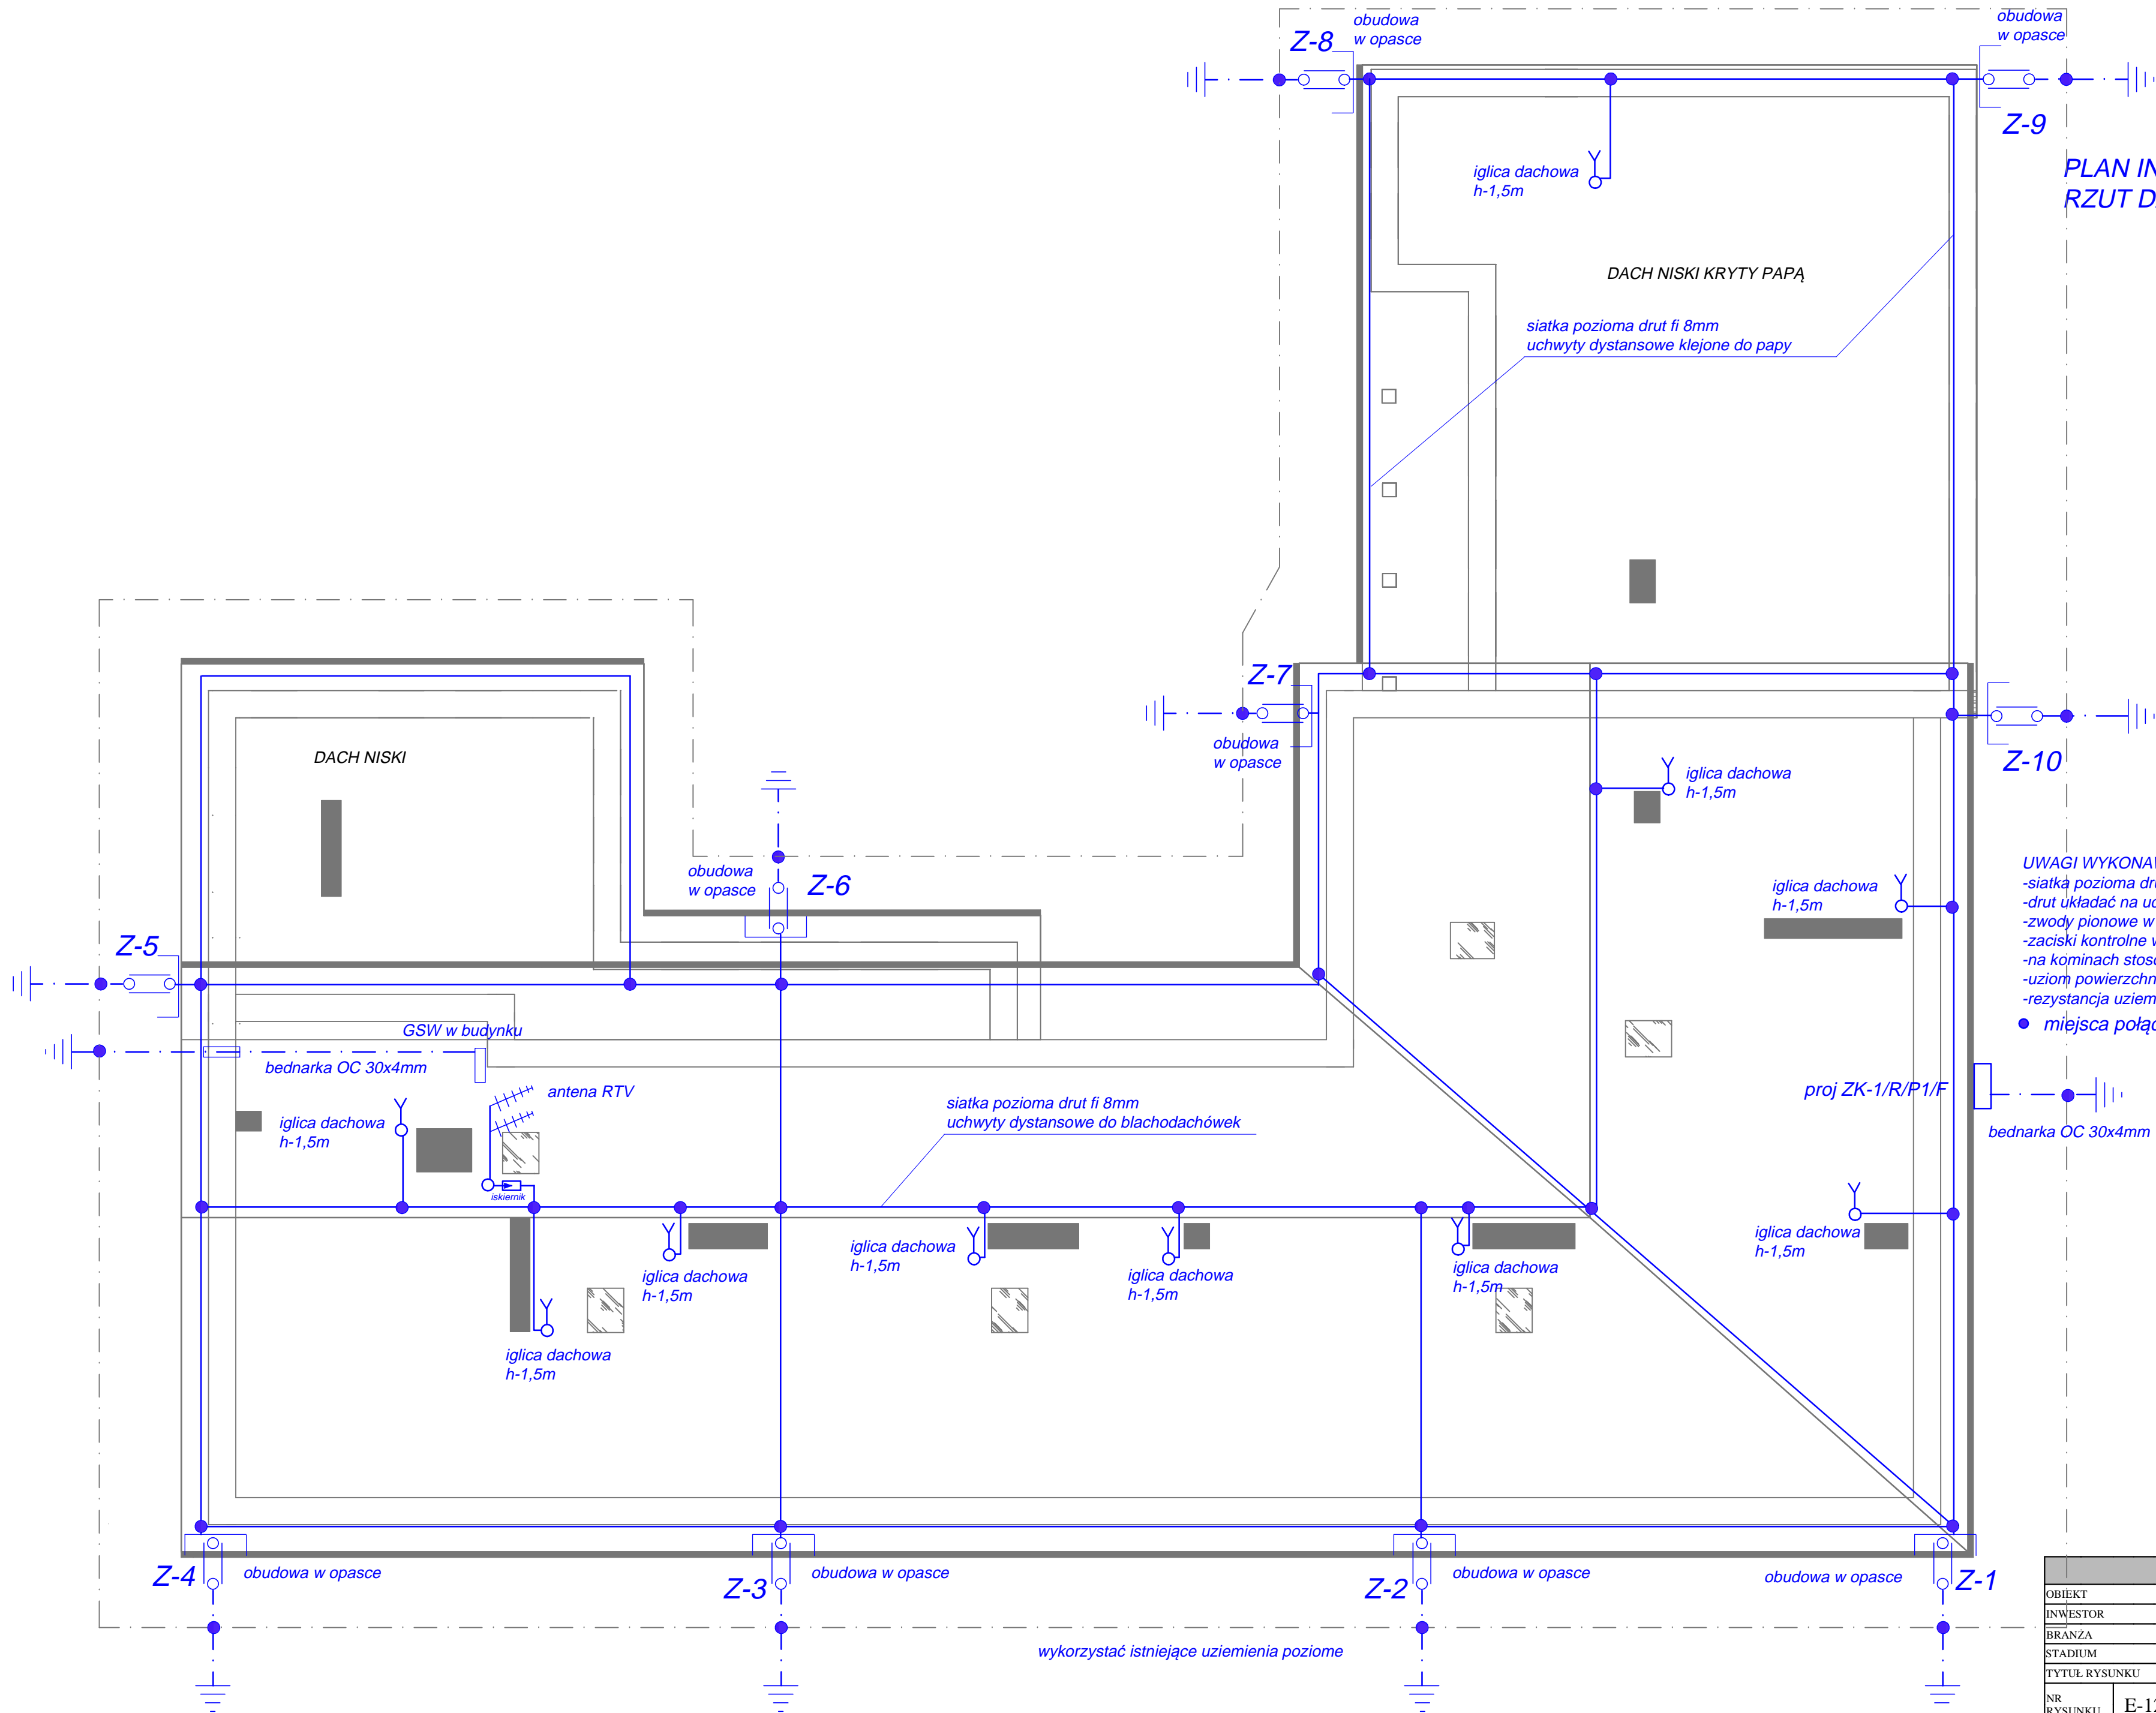 obudowa
w opasce
Z-8
obudowa
w opasce
Z-9
PLAN
RZUT
iglica dachowa
h-1,5m
DACH NISKI KRYTY PAPĄ
siatka pozioma drut fi 8mm
uchwyty dystansowe klejone do papy
Z-7
obudowa
w opasce
Z-10
DACH NISKI
iglica dachowa
h-1,5m
obudowa
w opasce
Z-6
iglica dachowa
h-1,5m
UWAGI
-siatka pozioma
-drut układać na
-zwody pionowe w
-zaciski kontrolne
-na kominach
-uziom
-rezystancja
miejsca
Z-5
GSW w budynku
bednarka OC 30x4mm
antena RTV
iglica dachowa
h-1,5m
iskiernik
siatka pozioma drut fi 8mm
uchwyty dystansowe do blachodachówek
proj ZK-1/R/P1/F
bednarka OC 30x4mm
iglica dachowa
h-1,5m
iglica dachowa
h-1,5m
iglica dachowa
h-1,5m
iglica dachowa
h-1,5m
iglica dachowa
h-1,5m
iglica dachowa
h-1,5m
Z-4
obudowa w opasce
Z-3
obudowa w opasce
Z-2
obudowa w opasce
obudowa w opasce
Z-1
wykorzystać istniejące uziemienia poziome
OBIEKT
INWESTOR
BRANŻA
STADIUM
TYTUŁ RYSUNKU
NR
RYSUNKU